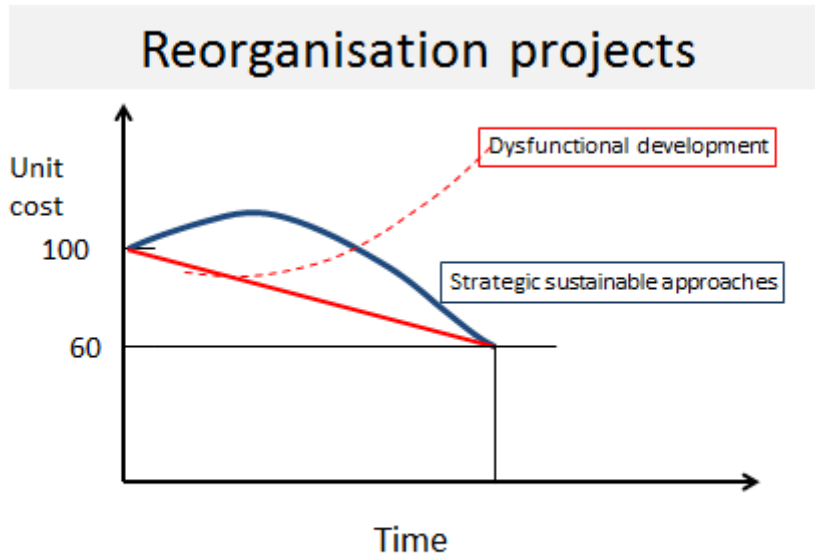 Reorganisation projects
Dysfunctional development
Unit
cost
100
Strategic sustainable approaches
60
Time